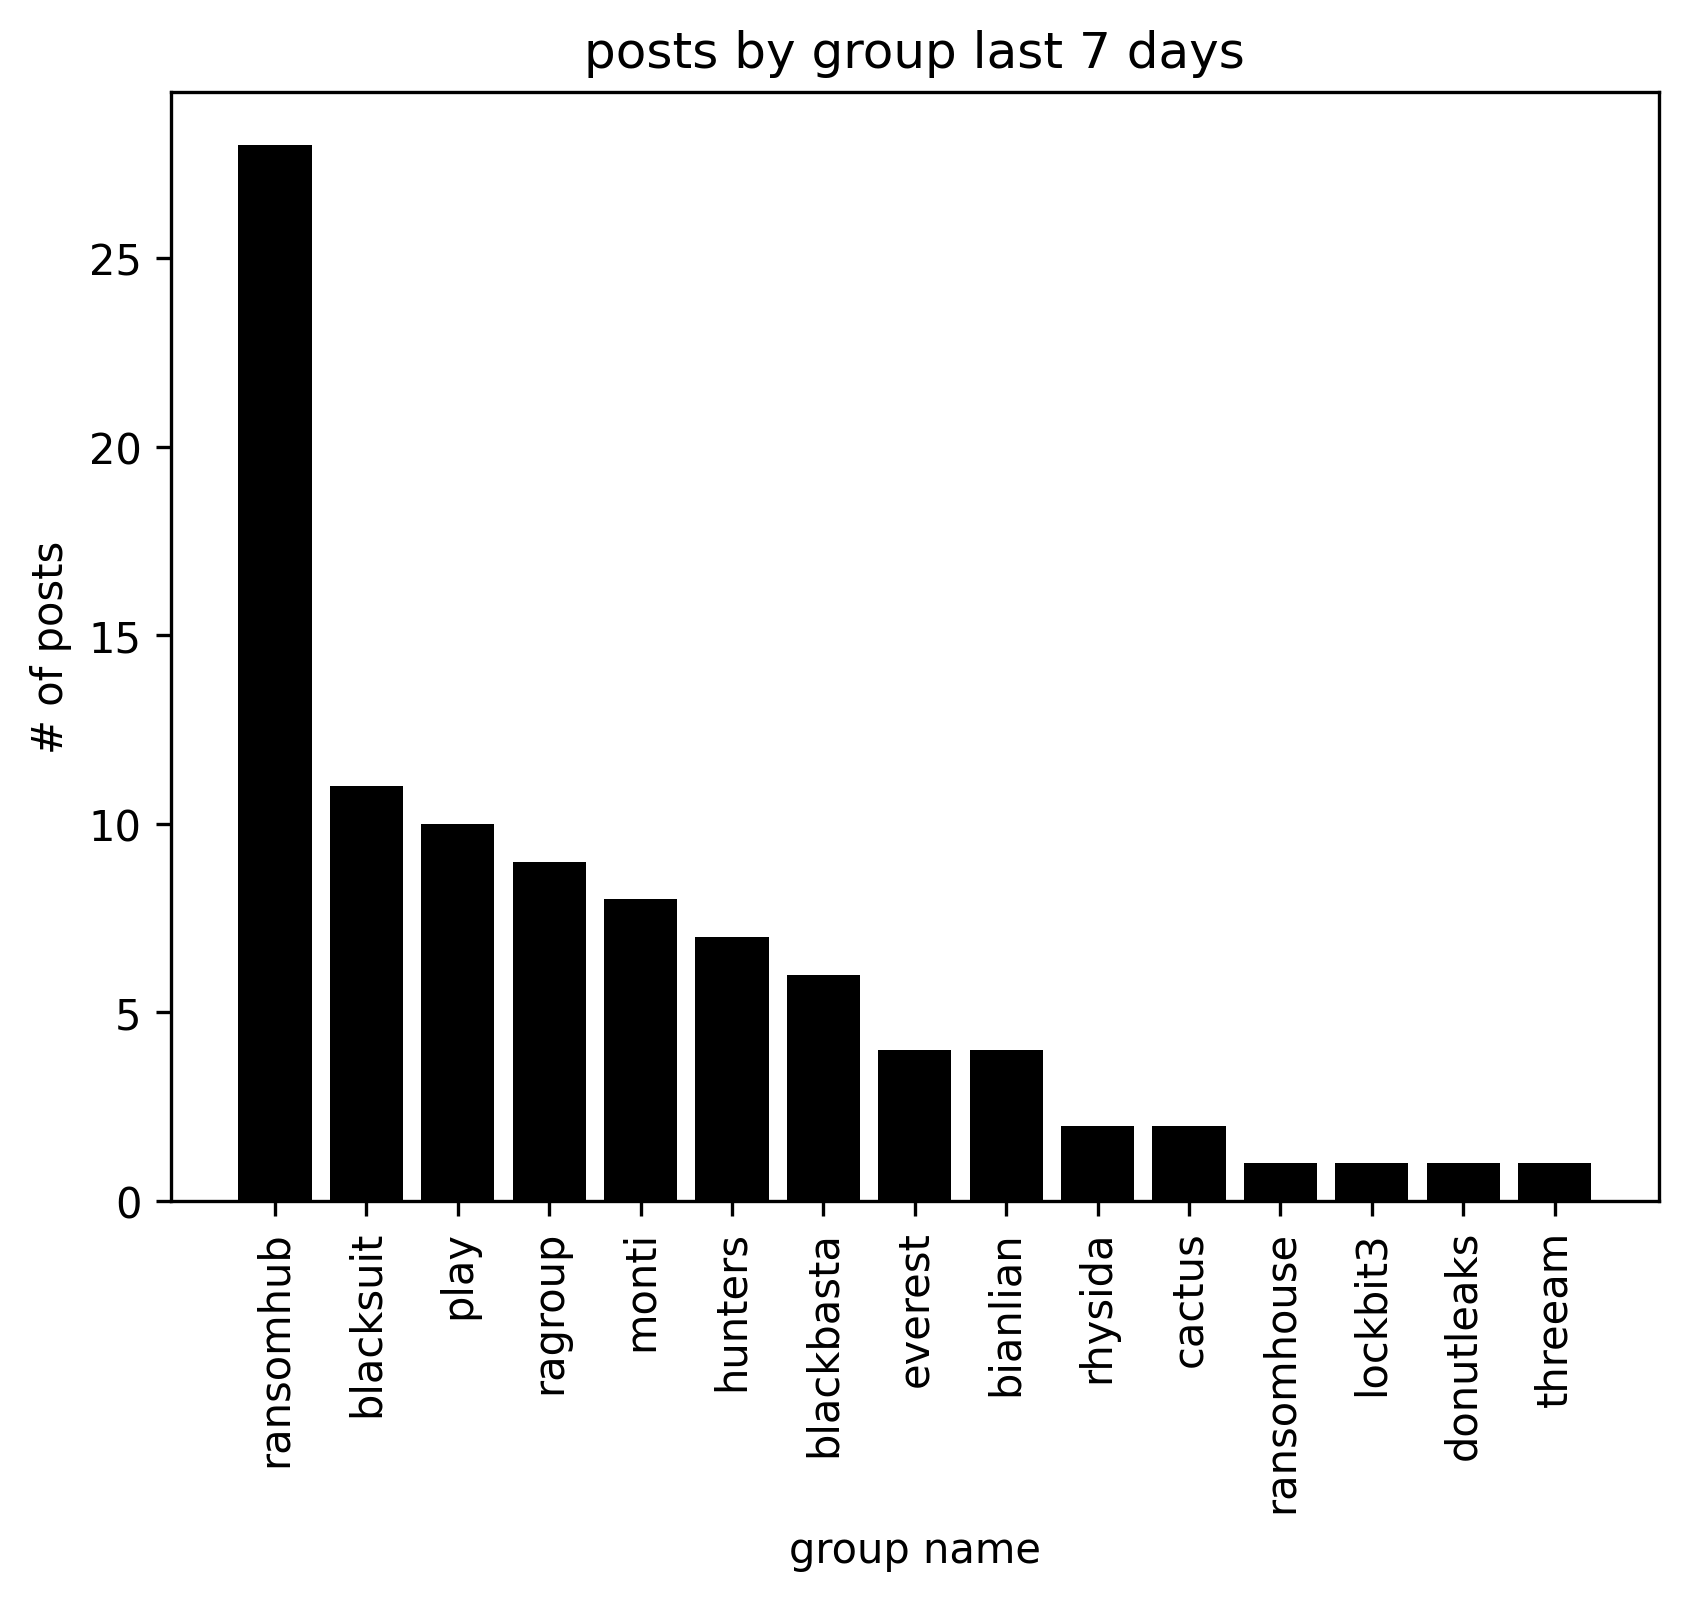 posts by group last 7 days
# of posts
25
20
15
10
5
0
ransomhub
blacksuit
play
ragroup
monti
hunters
blackbasta
everest
bianlian
rhysida
cactus
ransomhouse
lockbit3
donutleaks
threeam
group name